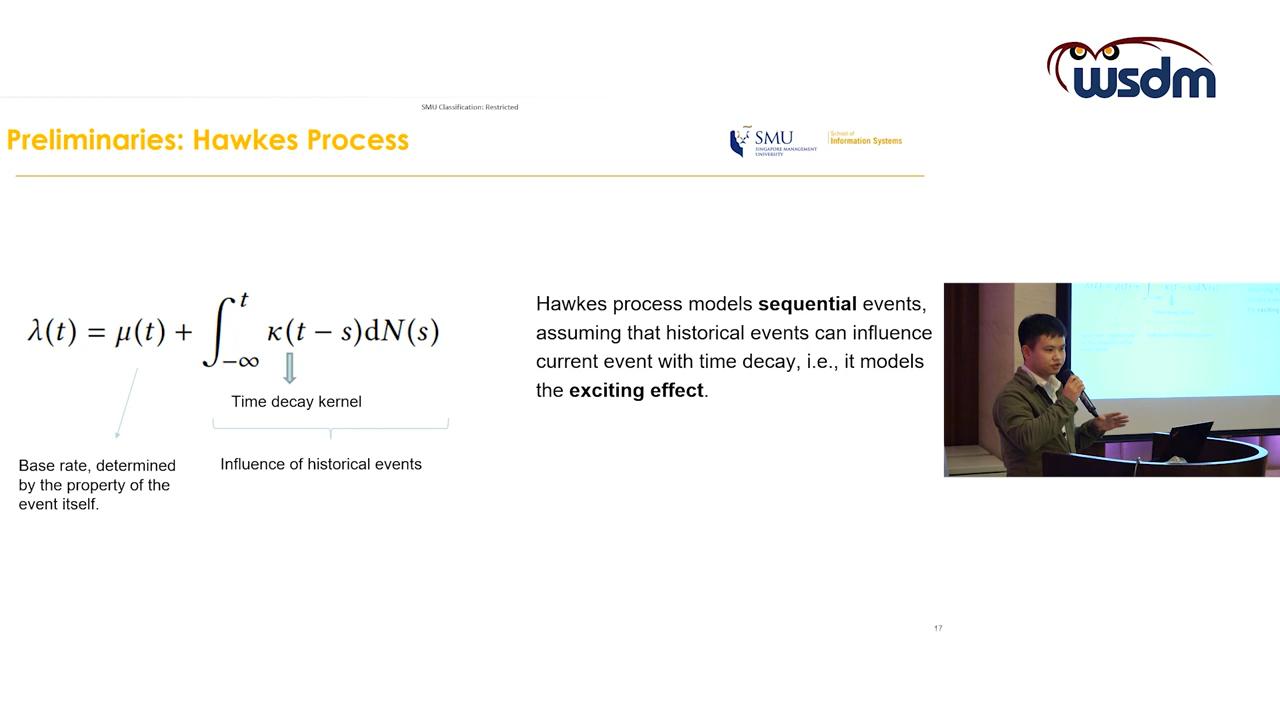 wsdm
SMU Classification: Restricted
Preliminaries: Hawkes Process
SMU
SINGAPORE MANAGEMENT
UNIVERSITY
School of
Information Systems
λ(t) = μ(t) + ∫_{−∞}^{t} κ(t − s)dN(s)
Time decay kernel
Base rate, determined
by the property of the
event itself.
Influence of historical events
Hawkes process models sequential events,
assuming that historical events can influence
current event with time decay, i.e., it models
the exciting effect.
17